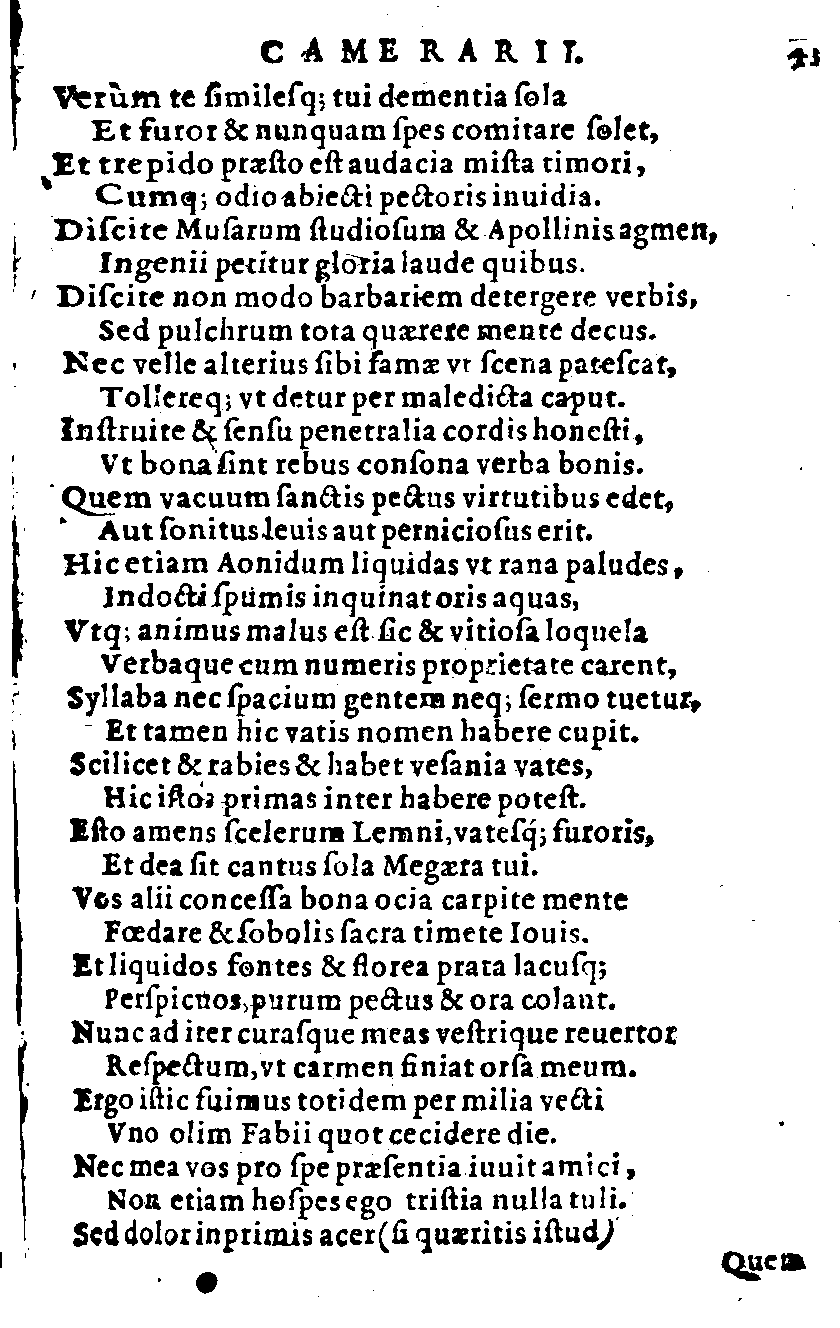 CAMERARII.
Verùm te ſimileſq; tui dementia ſola
Et furor & nunquam ſpes comitare ſolet,
Et trepido præſto eſt audacia miſta timori,
Cumq; odio abiecti pectoris inuidia.
Diſcite Muſarum ſtudioſum & Apollinis agmen,
Ingenii petitur gloria laude quibus.
Diſcite non modo barbariem detergere verbis,
Sed pulchrum tota quærere mente decus.
Nec velle alterius ſibi famæ vt ſcena pateſcat,
Tollereq; vt detur per maledicta caput.
Inſtruite & ſenſu penetralia cordis honeſti,
Vt bona ſint rebus conſona verba bonis.
Quem vacuum ſanctis pectus virtutibus edet,
Aut ſonitus leuis aut pernicioſus erit.
Hic etiam Aonidum liquidas vt rana paludes,
Indocti ſpumis inquinat oris aquas,
Vtq; animus malus eſt ſic & vitioſa loquela
Verbaque cum numeris proprietate carent,
Syllaba nec ſpacium gentem neq; ſermo tuetur,
Et tamen hic vatis nomen habere cupit.
Scilicet & rabies & habet veſania vates,
Hic iſtos primas inter habere poteſt.
Eſto amens ſcelerum Lemni, vateſq́; furoris,
Et dea ſit cantus ſola Megæra tui.
Vos alii conceſſa bona ocia carpite mente
Fœdare & ſobolis ſacra timete Iouis.
Et liquidos fontes & florea prata lacuſq;
Perſpicuos, purum pectus & ora colant.
Nunc ad iter curaſque meas veſtrique reuertor
Reſpectum, vt carmen finiat orſa meum.
Ergo iſtic fuimus totidem per milia vecti
Vno olim Fabii quot cecidere die.
Nec mea vos pro ſpe præſentia iuuit amici,
Non etiam hoſpes ego triſtia nulla tuli.
Sed dolor inprimis acer (ſi quæritis iſtud)
Quem